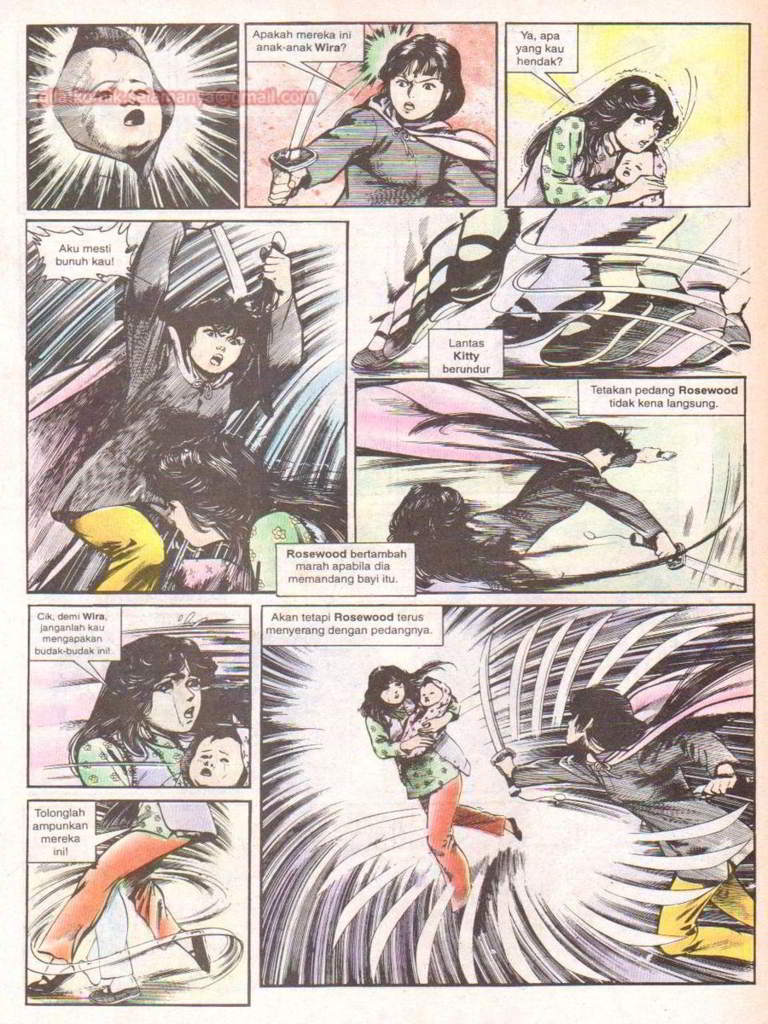 Apakah mereka ini
anak-anak Wira?
Ya, apa
yang kau
hendak?
Aku mesti
bunuh kau!
Lantas
Kitty
berundur
Tetakan pedang Rosewood
tidak kena langsung.
Rosewood bertambah
marah apabila dia
memandang bayi itu.
Cik, demi Wira,
janganlah kau
mengapakan
budak-budak ini!
Tolonglah
ampunkan
mereka
ini!
Akan tetapi Rosewood terus
menyerang dengan pedangnya.